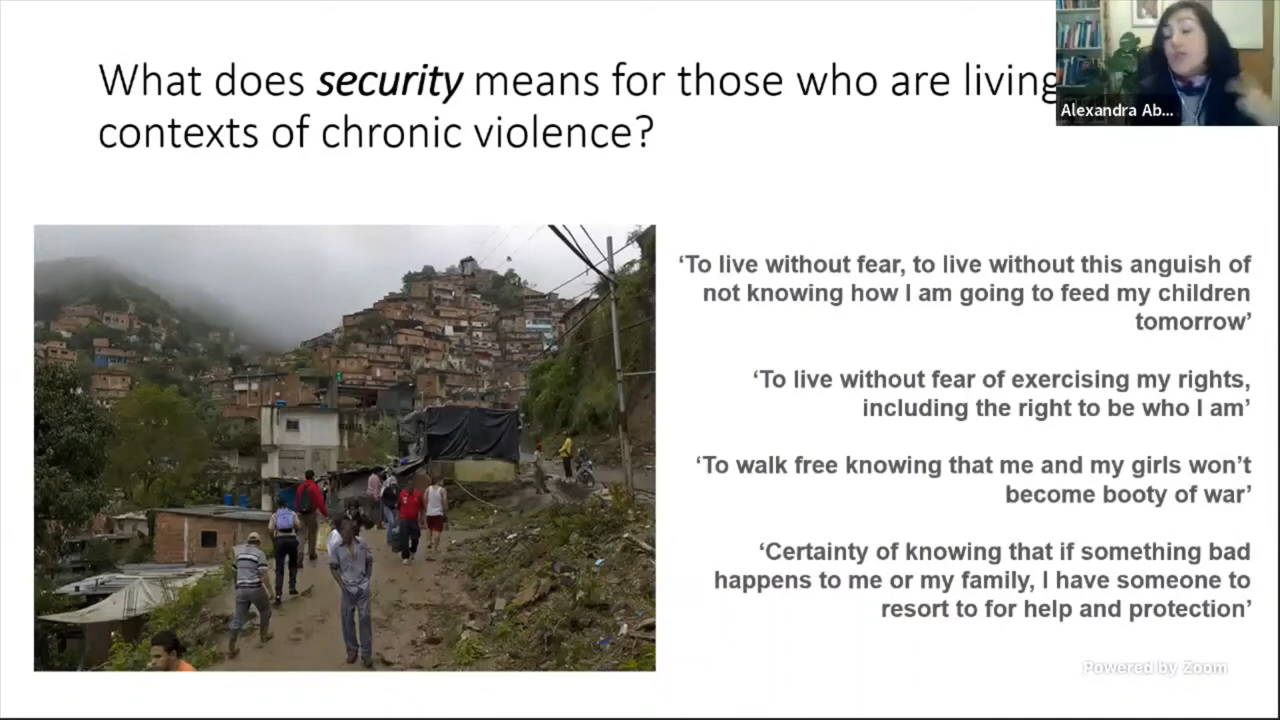 What does security means for those who are living
contexts of chronic violence?
Alexandra Ab...
‘To live without fear, to live without this anguish of
not knowing how I am going to feed my children
tomorrow’
‘To live without fear of exercising my rights,
including the right to be who I am’
‘To walk free knowing that me and my girls won’t
become booty of war’
‘Certainty of knowing that if something bad
happens to me or my family, I have someone to
resort to for help and protection’
Powered by Zoom